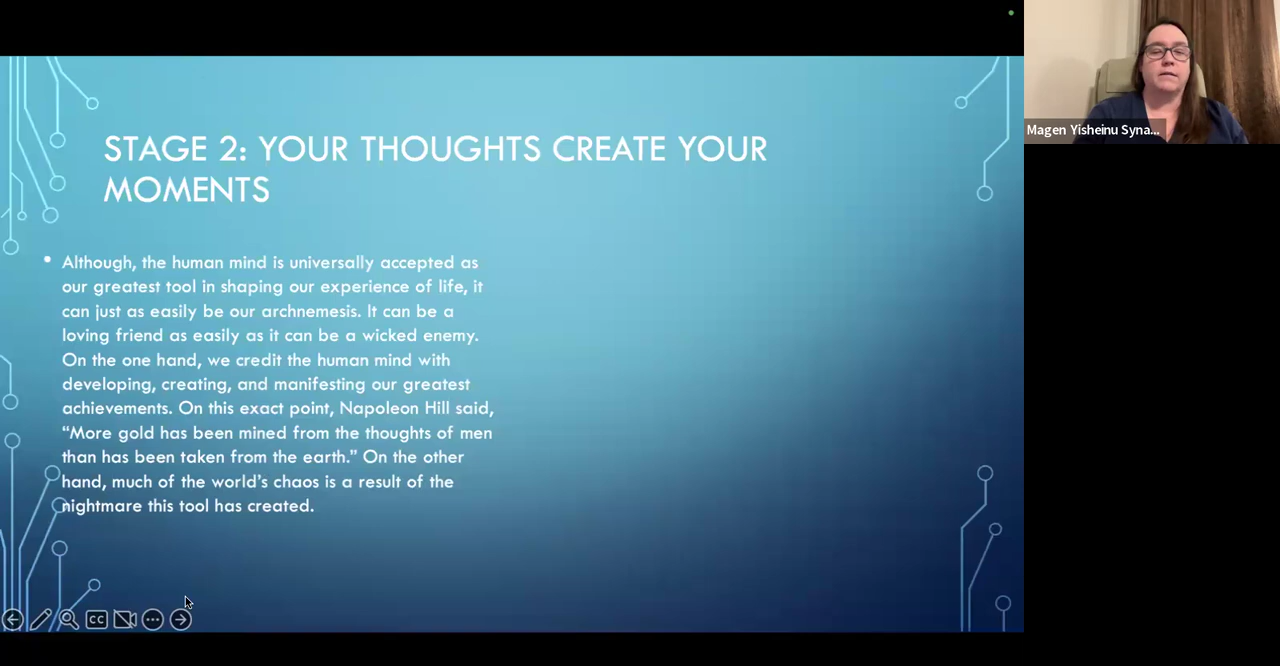 STAGE 2: YOUR THOUGHTS CREATE YOUR
MOMENTS
• Although, the human mind is universally accepted as
our greatest tool in shaping our experience of life, it
can just as easily be our archnemesis. It can be a
loving friend as easily as it can be a wicked enemy.
On the one hand, we credit the human mind with
developing, creating, and manifesting our greatest
achievements. On this exact point, Napoleon Hill said,
“More gold has been mined from the thoughts of men
than has been taken from the earth.” On the other
hand, much of the world’s chaos is a result of the
nightmare this tool has created.
CC
Magen Yisheinu Syna...